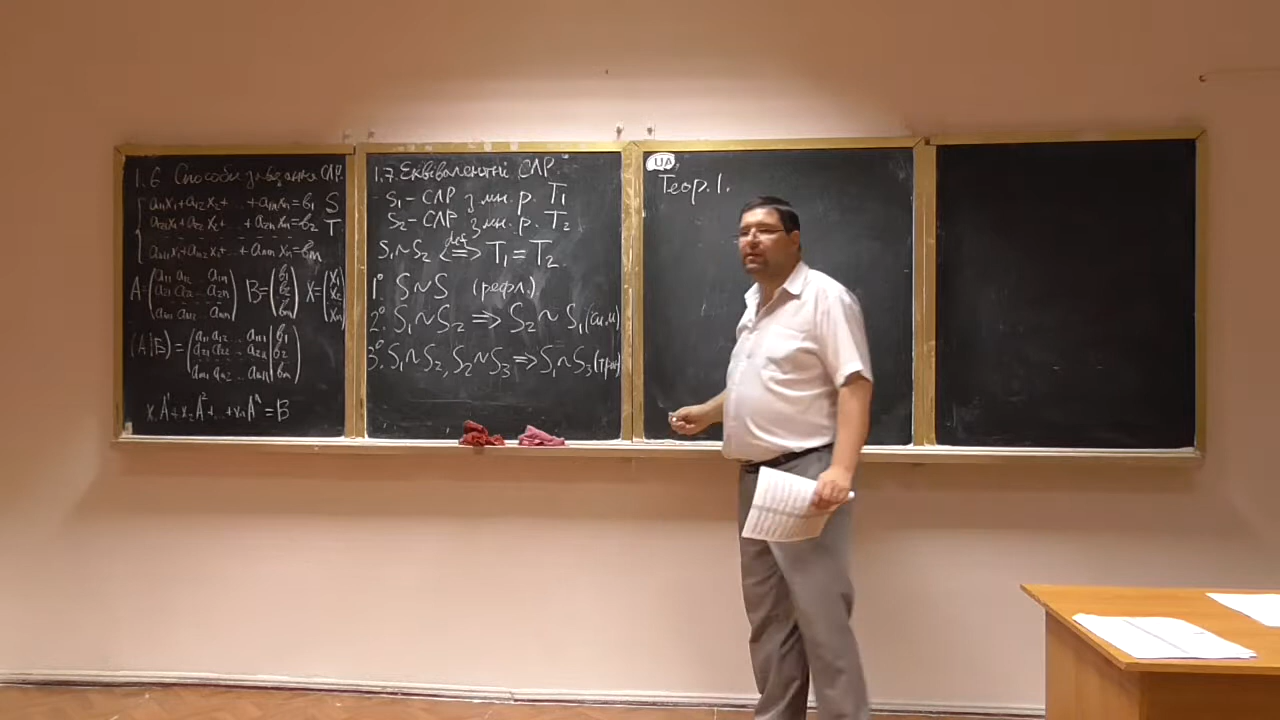 1.6 Способи завдання СЛР.
a₁₁x₁+a₁₂x₂+ … +a₁ₙxₙ=b₁ S
a₂₁x₁+a₂₂x₂+ … +a₂ₙxₙ=b₂ T
aₘ₁x₁+aₘ₂x₂+ … +aₘₙxₙ=bₘ
A=(a₁₁ a₁₂ … a₁ₙ B=(b₁ X=(x₁
a₂₁ a₂₂ … a₂ₙ b₂ x₂
aₘ₁ aₘ₂ … aₘₙ) bₘ) xₙ)
(A|B)=(a₁₁ a₁₂ … a₁ₙ|b₁
a₂₁ a₂₂ … a₂ₙ|b₂
aₘ₁ aₘ₂ … aₘₙ|bₘ)
x₁A¹+x₂A²+…+xₙAⁿ=B
1.7. Еквівалентні СЛР.
S₁-СЛР з мн. р. T₁
S₂-СЛР з мн. р. T₂
S₁~S₂ <=>def T₁=T₂.
1° S~S (рефл.)
2° S₁~S₂ => S₂~S₁ (сим)
3° S₁~S₂, S₂~S₃ => S₁~S₃ (тран)
UA
Теор.1.